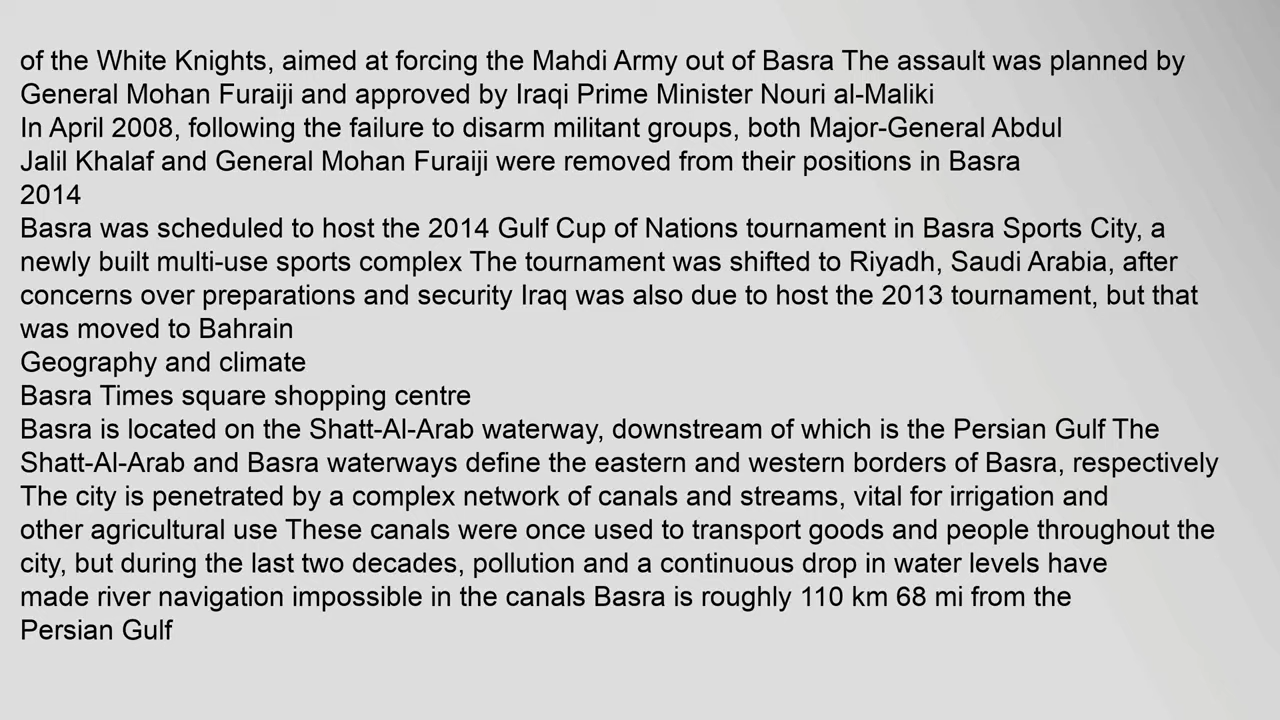 of the White Knights, aimed at forcing the Mahdi Army out of Basra The assault was planned by
General Mohan Furaiji and approved by Iraqi Prime Minister Nouri al-Maliki
In April 2008, following the failure to disarm militant groups, both Major-General Abdul
Jalil Khalaf and General Mohan Furaiji were removed from their positions in Basra
2014
Basra was scheduled to host the 2014 Gulf Cup of Nations tournament in Basra Sports City, a
newly built multi-use sports complex The tournament was shifted to Riyadh, Saudi Arabia, after
concerns over preparations and security Iraq was also due to host the 2013 tournament, but that
was moved to Bahrain
Geography and climate
Basra Times square shopping centre
Basra is located on the Shatt-Al-Arab waterway, downstream of which is the Persian Gulf The
Shatt-Al-Arab and Basra waterways define the eastern and western borders of Basra, respectively
The city is penetrated by a complex network of canals and streams, vital for irrigation and
other agricultural use These canals were once used to transport goods and people throughout the
city, but during the last two decades, pollution and a continuous drop in water levels have
made river navigation impossible in the canals Basra is roughly 110 km 68 mi from the
Persian Gulf